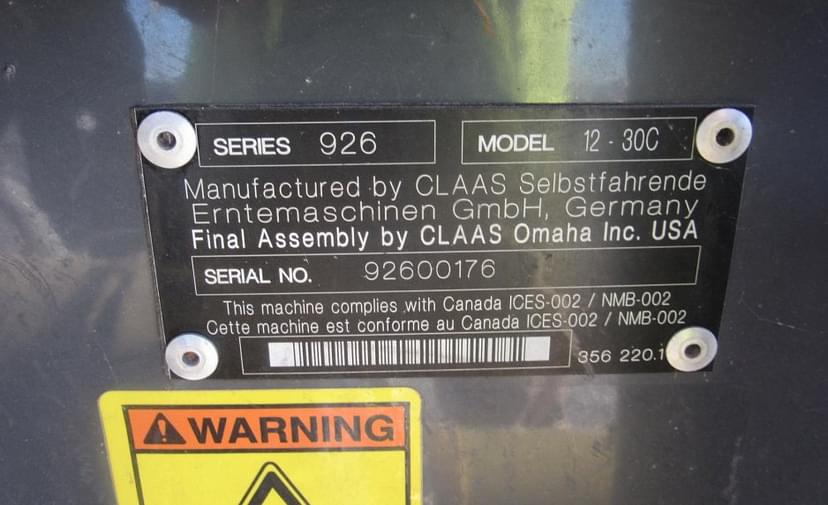 SERIES 926 MODEL 12 - 30C
Manufactured by CLAAS Selbstfahrende
Erntemaschinen GmbH, Germany
Final Assembly by CLAAS Omaha Inc. USA
SERIAL NO. 92600176
This machine complies with Canada ICES-002 / NMB-002
Cette machine est conforme au Canada ICES-002 / NMB-002
356 220.1
WARNING